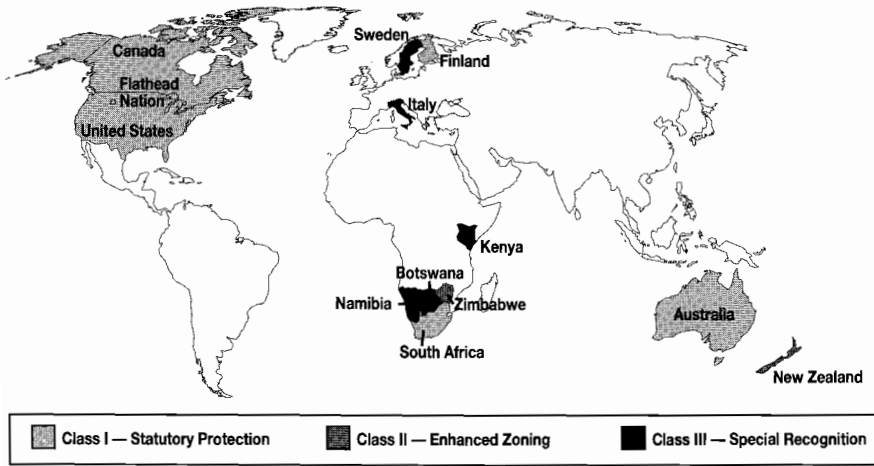 Sweden
Canada
Finland
Flathead
Nation
Italy
United States
Kenya
Botswana
Namibia
Zimbabwe
Australia
South Africa
New Zealand
Class I — Statutory Protection
Class II — Enhanced Zoning
Class III — Special Recognition